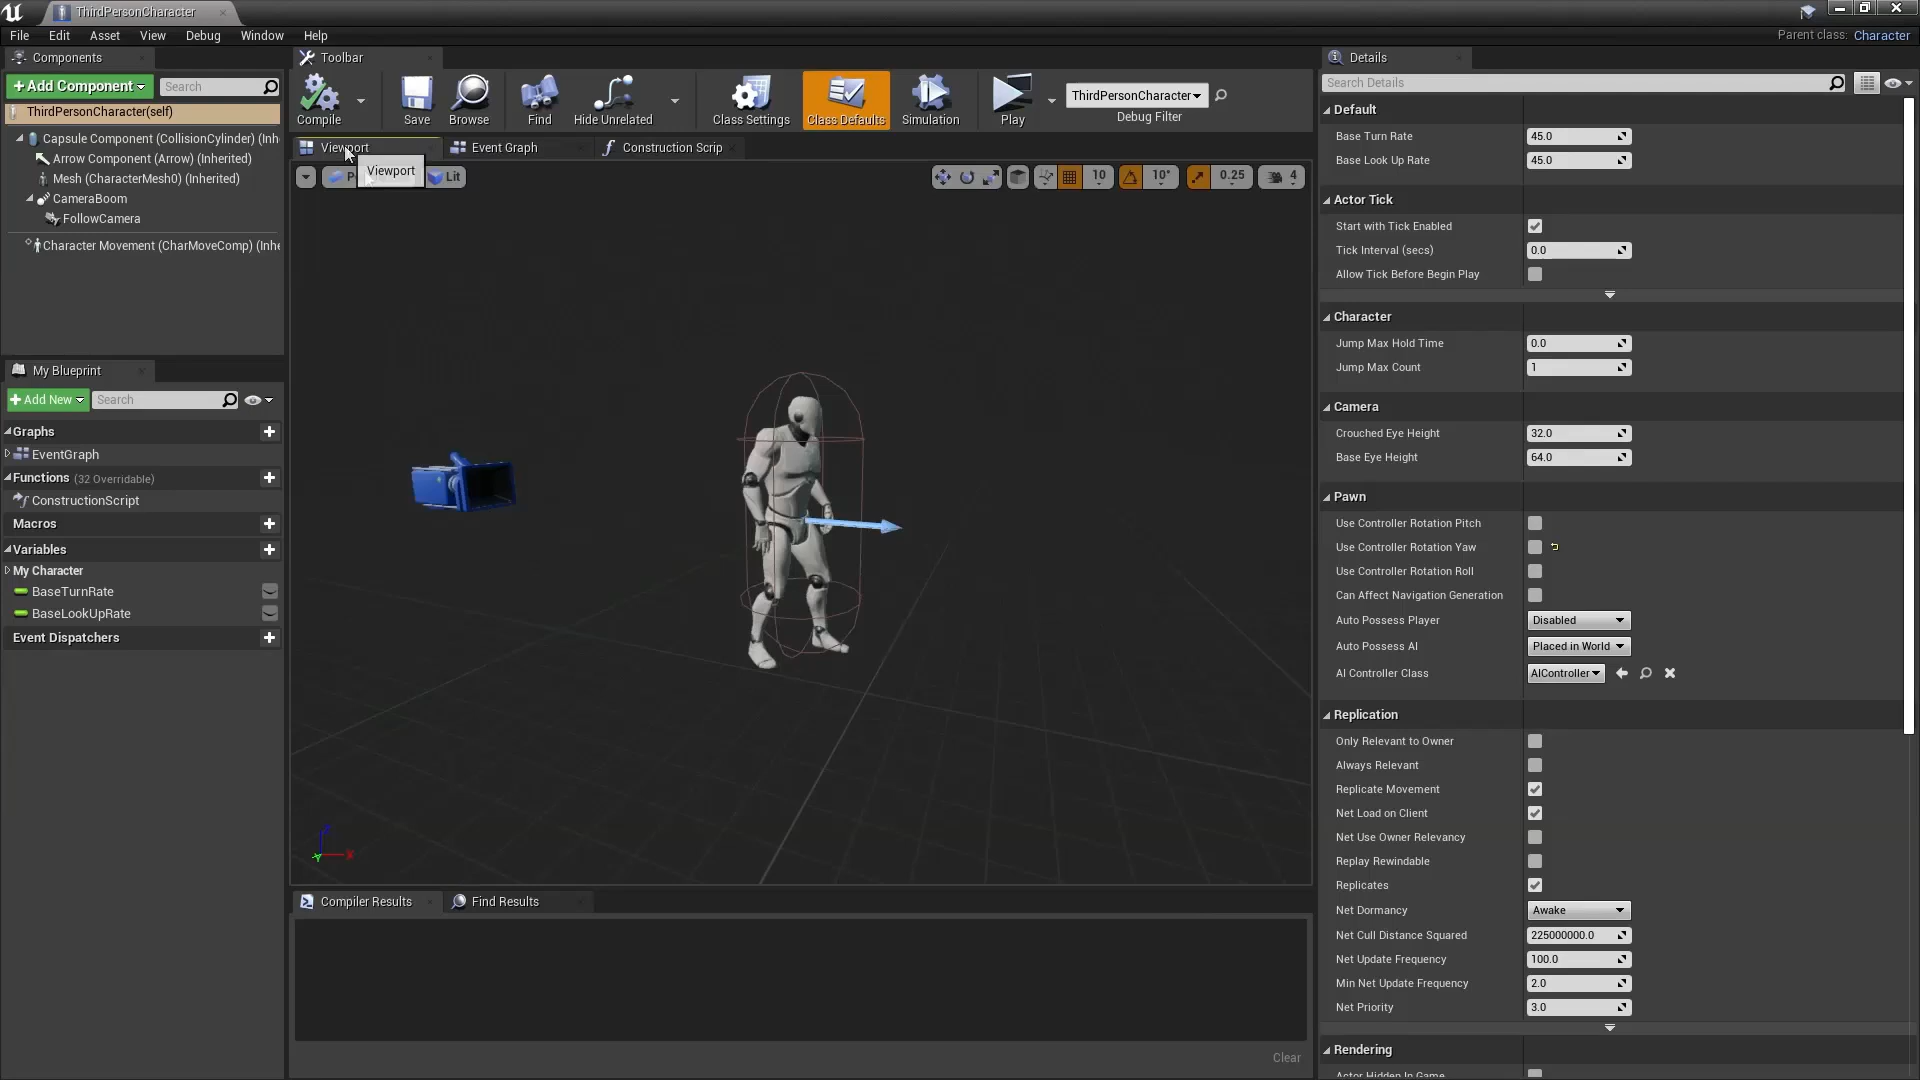 ThirdPersonCharacter
File Edit Asset View Debug Window Help
Parent class: Character
Components
+Add Component
Search
ThirdPersonCharacter(self)
Capsule Component (CollisionCylinder) (Inh
Arrow Component (Arrow) (Inherited)
Mesh (CharacterMesh0) (Inherited)
CameraBoom
FollowCamera
Character Movement (CharMoveComp) (Inhe
My Blueprint
+Add New
Search
Graphs
EventGraph
Functions (32 Overridable)
ConstructionScript
Macros
Variables
My Character
BaseTurnRate
BaseLookUpRate
Event Dispatchers
Toolbar
Compile
Save
Browse
Find
Hide Unrelated
Class Settings
Class Defaults
Simulation
Play
ThirdPersonCharacter
Debug Filter
Viewport
Event Graph
Construction Scrip
Viewport
P
Lit
10
10°
0.25
4
X
Compiler Results
Find Results
Clear
Details
Search Details
Default
Base Turn Rate 45.0
Base Look Up Rate 45.0
Actor Tick
Start with Tick Enabled
Tick Interval (secs) 0.0
Allow Tick Before Begin Play
Character
Jump Max Hold Time 0.0
Jump Max Count 1
Camera
Crouched Eye Height 32.0
Base Eye Height 64.0
Pawn
Use Controller Rotation Pitch
Use Controller Rotation Yaw
Use Controller Rotation Roll
Can Affect Navigation Generation
Auto Possess Player Disabled
Auto Possess AI Placed in World
AI Controller Class AIController
Replication
Only Relevant to Owner
Always Relevant
Replicate Movement
Net Load on Client
Net Use Owner Relevancy
Replay Rewindable
Replicates
Net Dormancy Awake
Net Cull Distance Squared 225000000.0
Net Update Frequency 100.0
Min Net Update Frequency 2.0
Net Priority 3.0
Rendering
Actor Hidden In Game